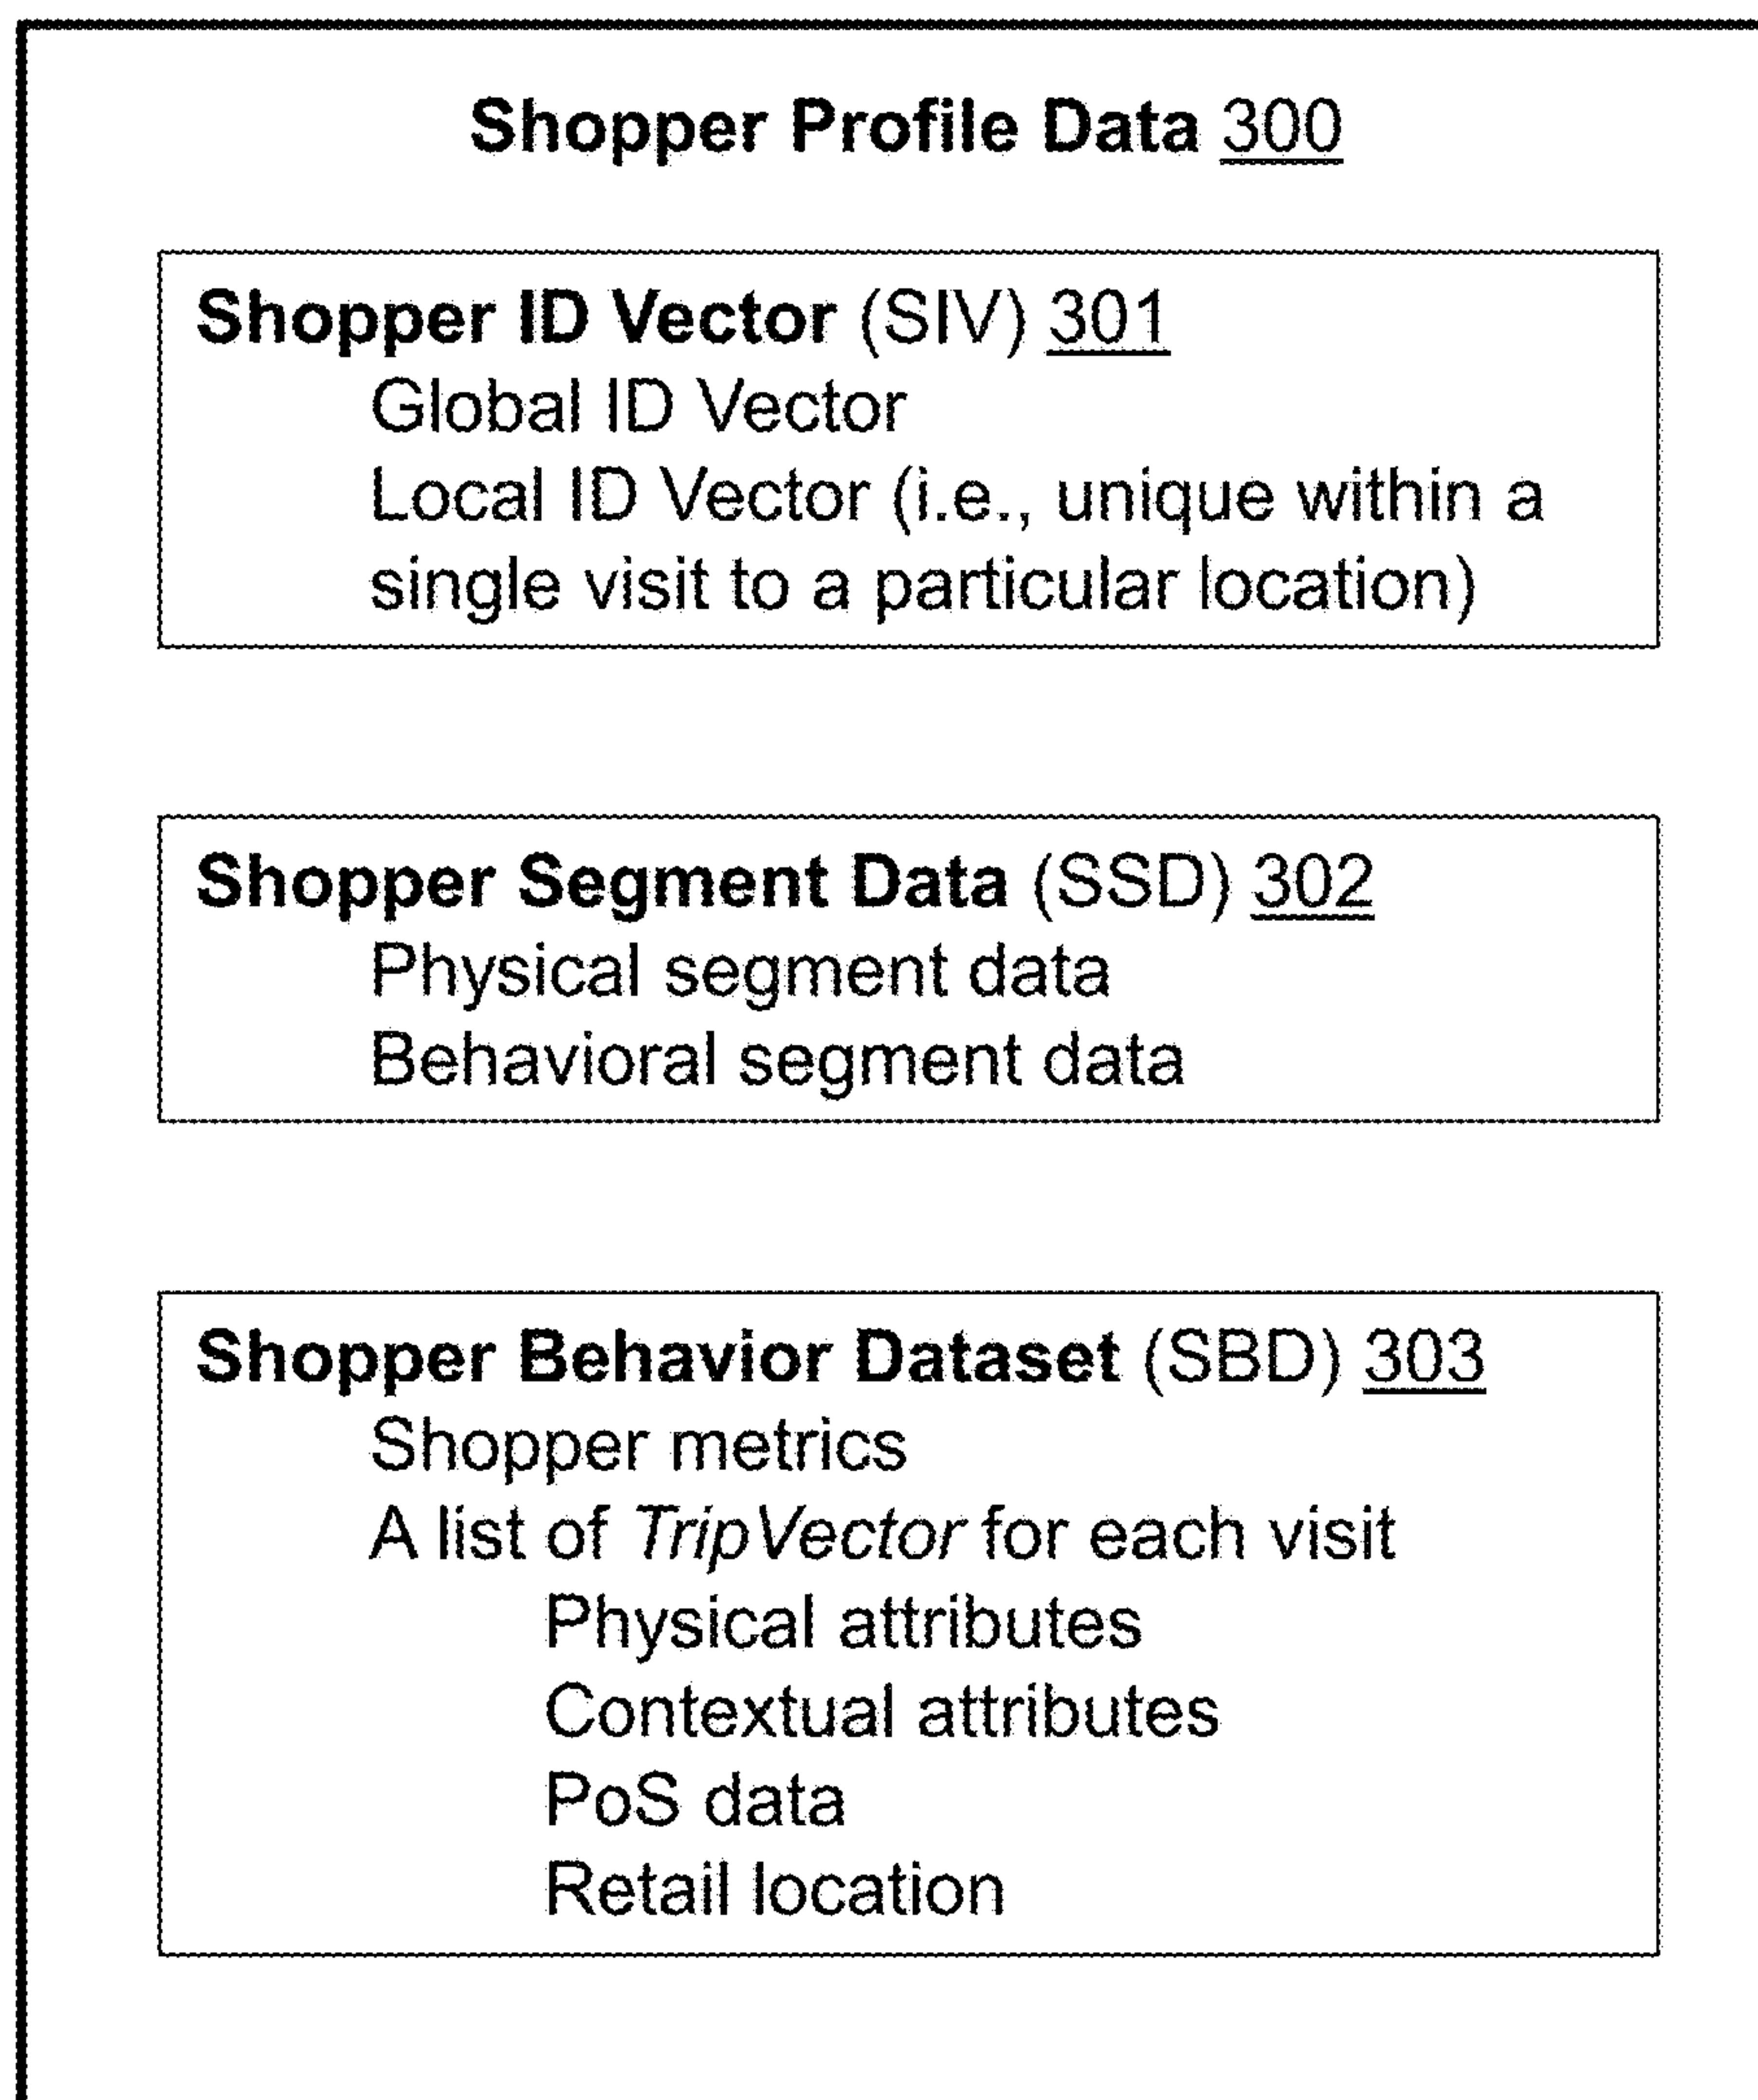 Shopper Profile Data 300
Shopper ID Vector (SIV) 301
Global ID Vector
Local ID Vector (i.e., unique within a
single visit to a particular location)
Shopper Segment Data (SSD) 302
Physical segment data
Behavioral segment data
Shopper Behavior Dataset (SBD) 303
Shopper metrics
A list of TripVector for each visit
Physical attributes
Contextual attributes
PoS data
Retail location